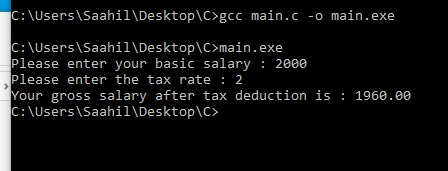 C:\Users\Saahil\Desktop\C>gcc main.c -o main.exe
C:\Users\Saahil\Desktop\C>main.exe
Please enter your basic salary : 2000
Please enter the tax rate : 2
Your gross salary after tax deduction is : 1960.00
C:\Users\Saahil\Desktop\C>